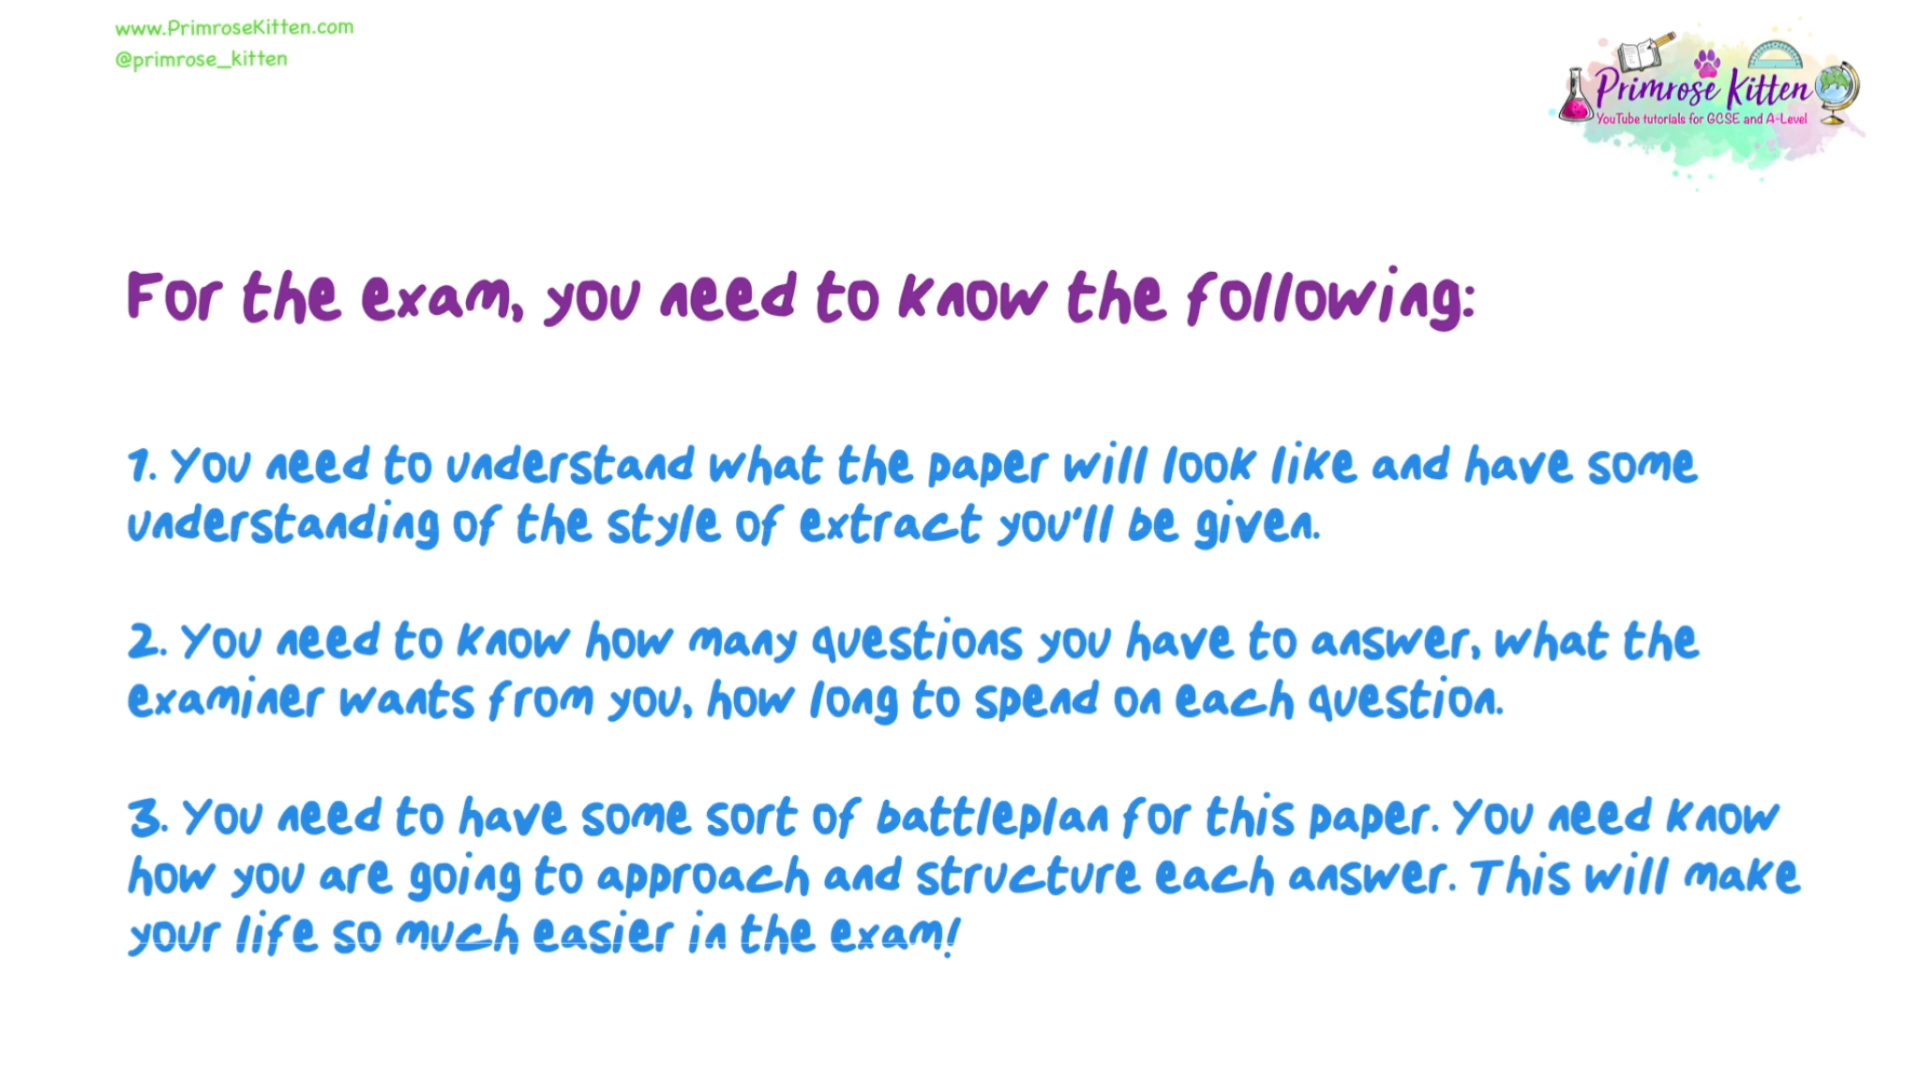 www.PrimroseKitten.com
@primrose_kitten
Primrose Kitten
YouTube tutorials for GCSE and A-Level
For the exam, you need to know the following:
1. You need to understand what the paper will look like and have some
understanding of the style of extract you'll be given.
2. You need to know how many questions you have to answer, what the
examiner wants from you, how long to spend on each question.
3. You need to have some sort of battleplan for this paper. You need know
how you are going to approach and structure each answer. This will make
your life so much easier in the exam!